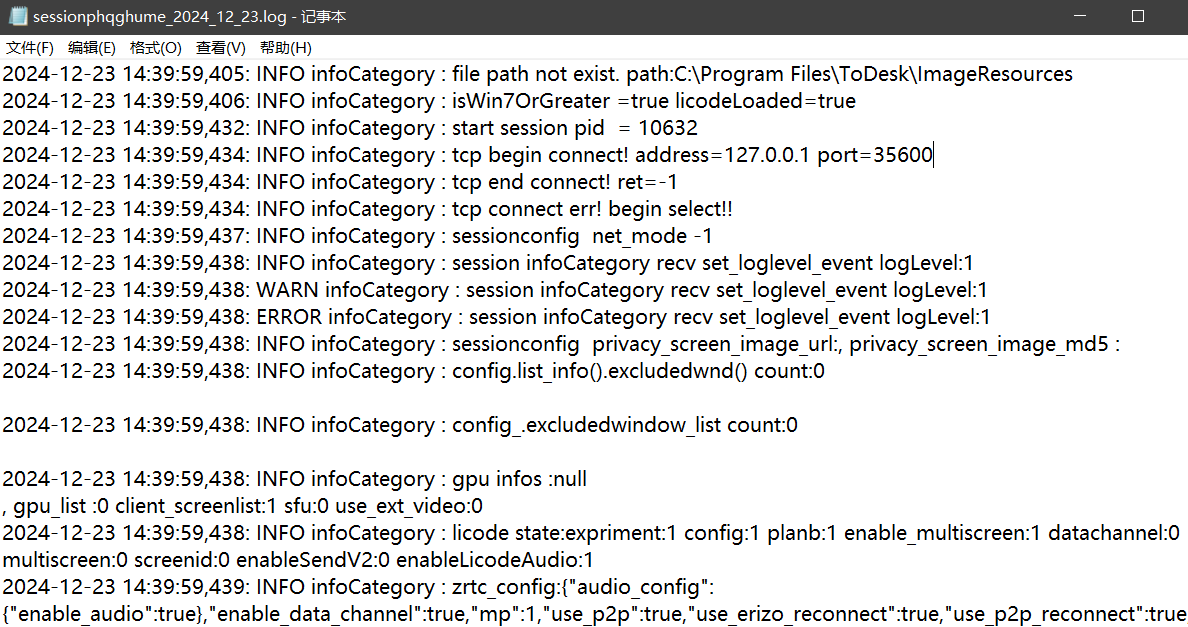 sessionphqghume_2024_12_23.log - 记事本
文件(F) 编辑(E) 格式(O) 查看(V) 帮助(H)
2024-12-23 14:39:59,405: INFO infoCategory : file path not exist. path:C:\Program Files\ToDesk\ImageResources
2024-12-23 14:39:59,406: INFO infoCategory : isWin7OrGreater =true licodeLoaded=true
2024-12-23 14:39:59,432: INFO infoCategory : start session pid  = 10632
2024-12-23 14:39:59,434: INFO infoCategory : tcp begin connect! address=127.0.0.1 port=35600
2024-12-23 14:39:59,434: INFO infoCategory : tcp end connect! ret=-1
2024-12-23 14:39:59,434: INFO infoCategory : tcp connect err! begin select!!
2024-12-23 14:39:59,437: INFO infoCategory : sessionconfig  net_mode -1
2024-12-23 14:39:59,438: INFO infoCategory : session infoCategory recv set_loglevel_event logLevel:1
2024-12-23 14:39:59,438: WARN infoCategory : session infoCategory recv set_loglevel_event logLevel:1
2024-12-23 14:39:59,438: ERROR infoCategory : session infoCategory recv set_loglevel_event logLevel:1
2024-12-23 14:39:59,438: INFO infoCategory : sessionconfig  privacy_screen_image_url:, privacy_screen_image_md5 :
2024-12-23 14:39:59,438: INFO infoCategory : config.list_info().excludedwnd() count:0
2024-12-23 14:39:59,438: INFO infoCategory : config_.excludedwindow_list count:0
2024-12-23 14:39:59,438: INFO infoCategory : gpu infos :null
, gpu_list :0 client_screenlist:1 sfu:0 use_ext_video:0
2024-12-23 14:39:59,438: INFO infoCategory : licode state:expriment:1 config:1 planb:1 enable_multiscreen:1 datachannel:0
multiscreen:0 screenid:0 enableSendV2:0 enableLicodeAudio:1
2024-12-23 14:39:59,439: INFO infoCategory : zrtc_config:{"audio_config":
{"enable_audio":true},"enable_data_channel":true,"mp":1,"use_p2p":true,"use_erizo_reconnect":true,"use_p2p_reconnect":true,